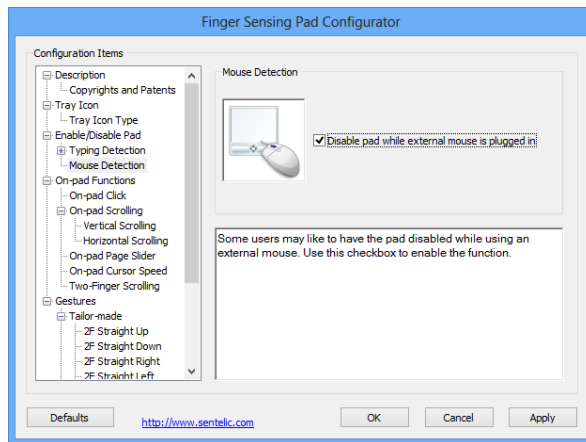 Finger Sensing Pad Configurator
Configuration Items
Description
Copyrights and Patents
Tray Icon
Tray Icon Type
Enable/Disable Pad
Typing Detection
Mouse Detection
On-pad Functions
On-pad Click
On-pad Scrolling
Vertical Scrolling
Horizontal Scrolling
On-pad Page Slider
On-pad Cursor Speed
Two-Finger Scrolling
Gestures
Tailor-made
2F Straight Up
2F Straight Down
2F Straight Right
2F Straight Left
Mouse Detection
Disable pad while external mouse is plugged in
Some users may like to have the pad disabled while using an
external mouse. Use this checkbox to enable the function.
Defaults
http://www.sentelic.com
OK
Cancel
Apply